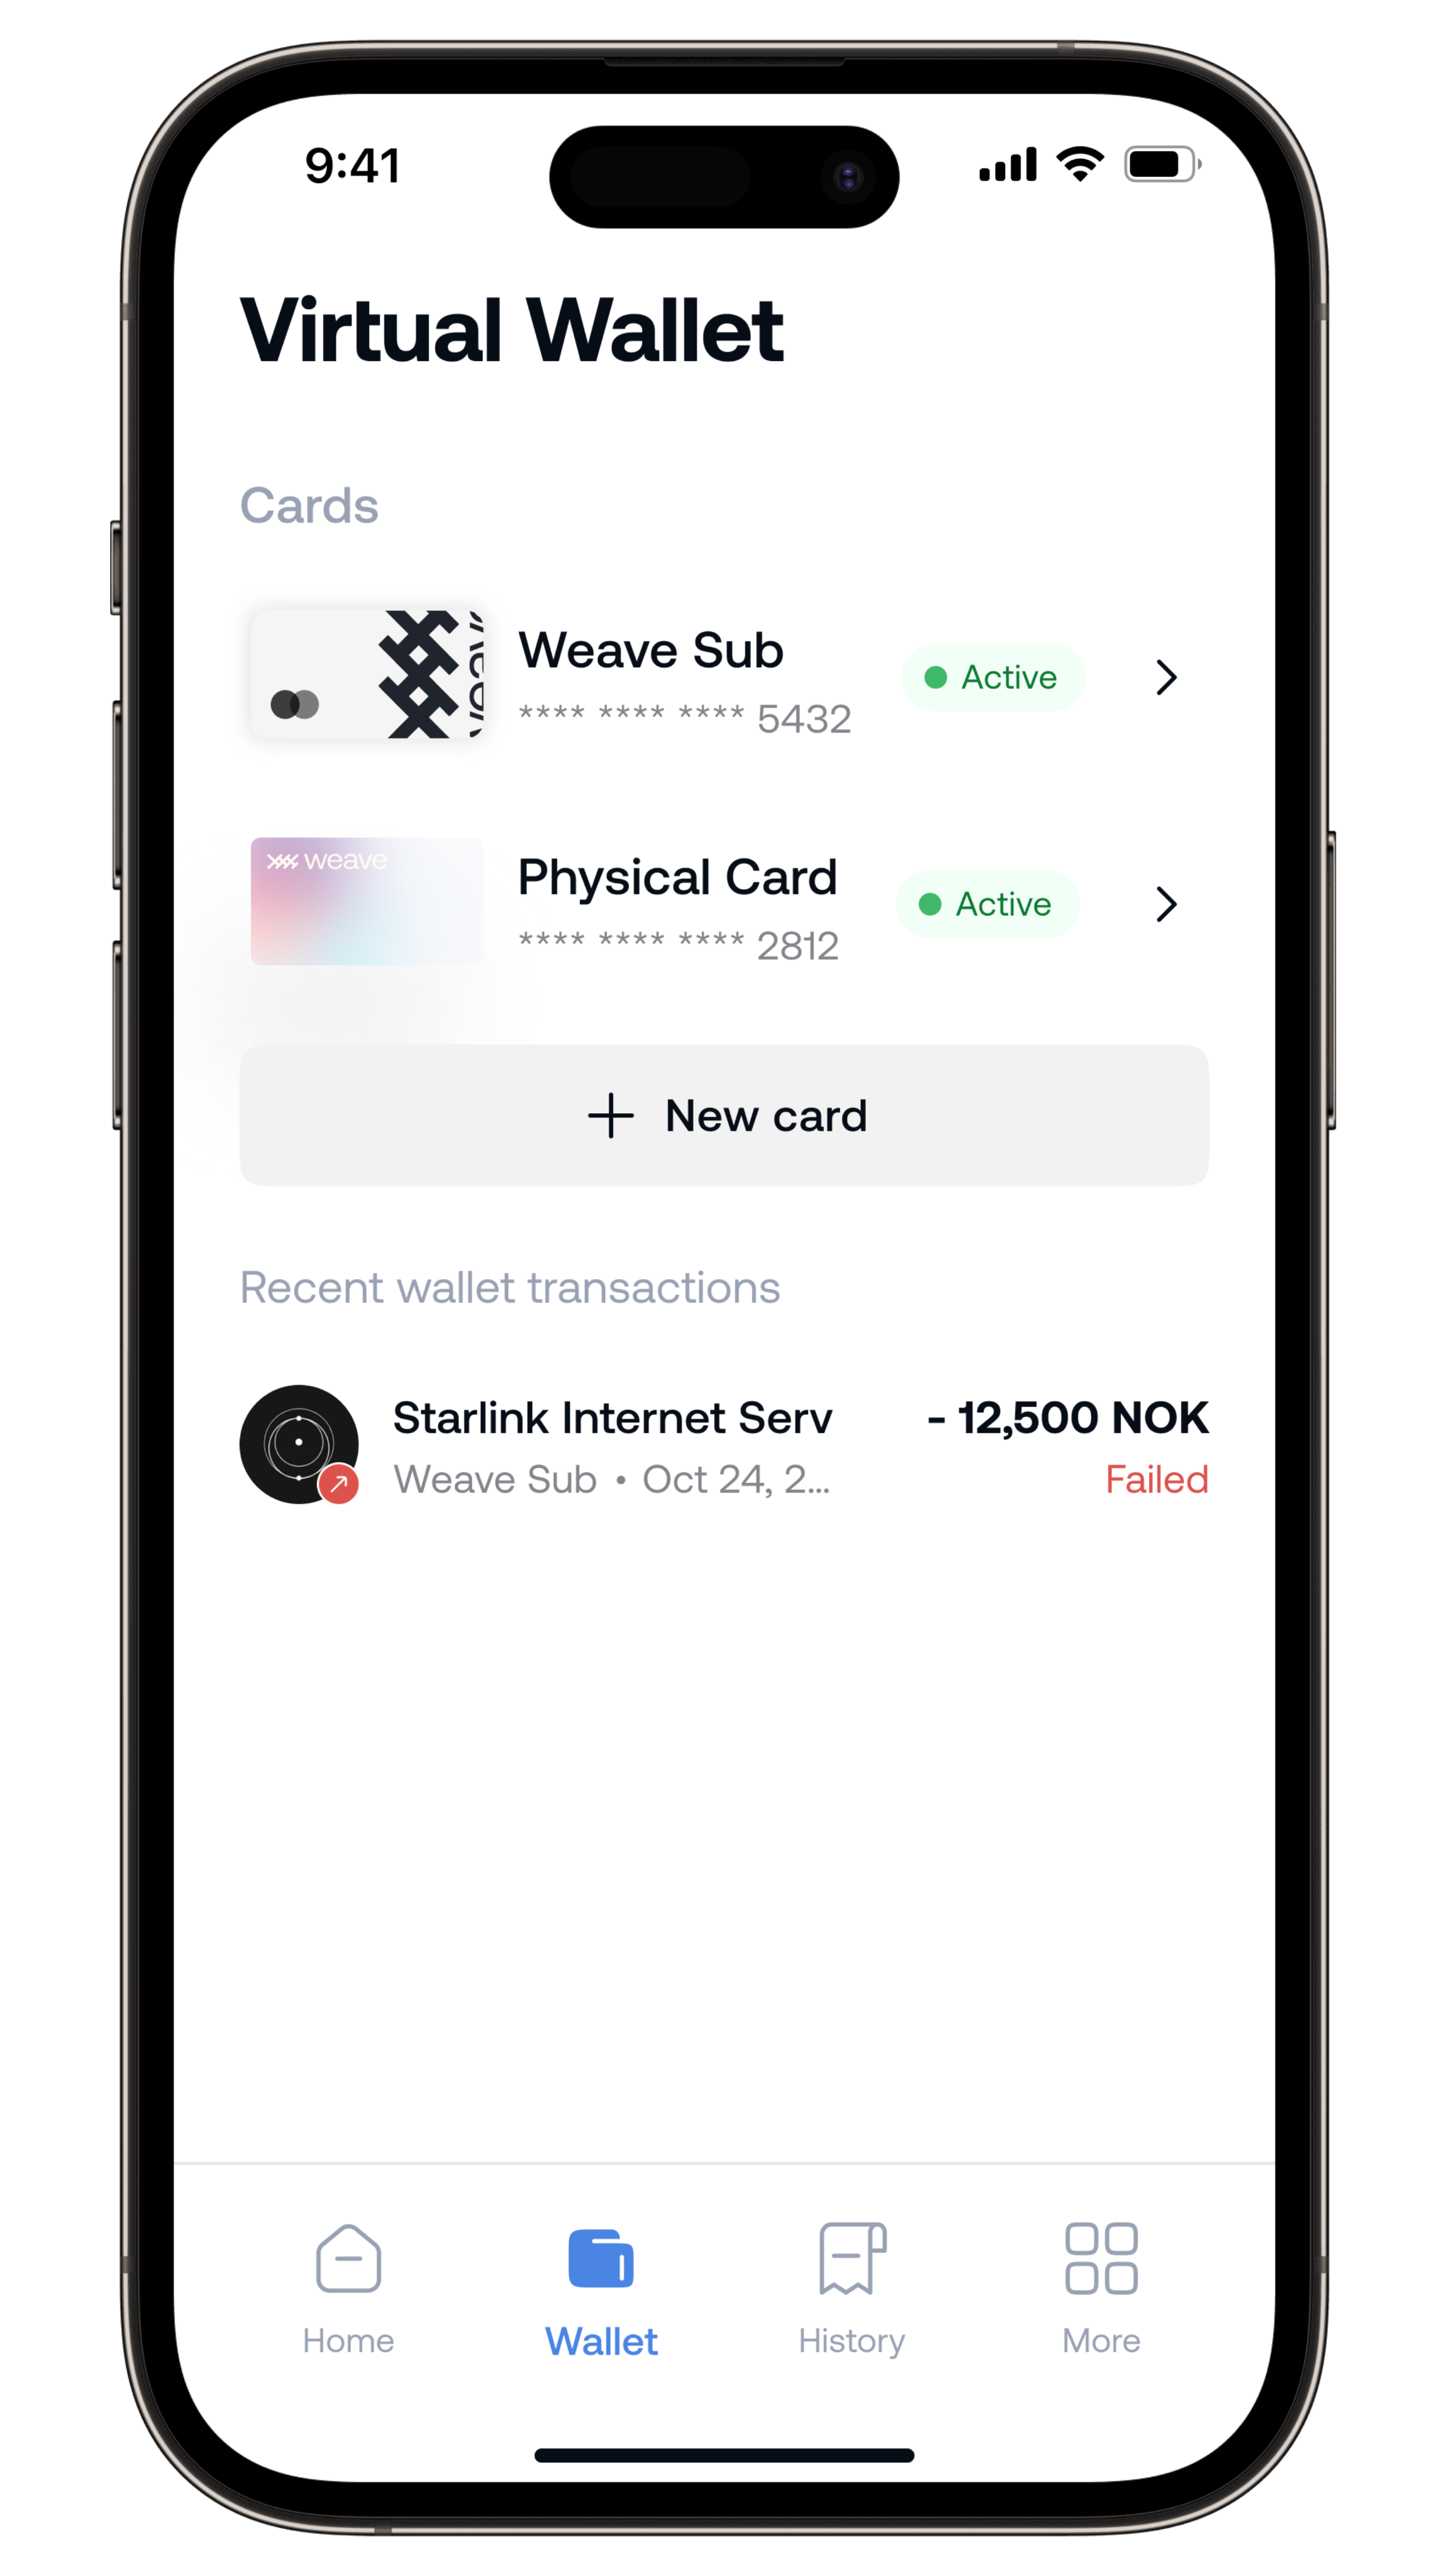 9:41
Virtual Wallet
Cards
Weave Sub
**** **** **** 5432
Active
weave
Physical Card
**** **** **** 2812
Active
New card
Recent wallet transactions
Starlink Internet Serv
- 12,500 NOK
Weave Sub • Oct 24, 2...
Failed
Home
Wallet
History
More